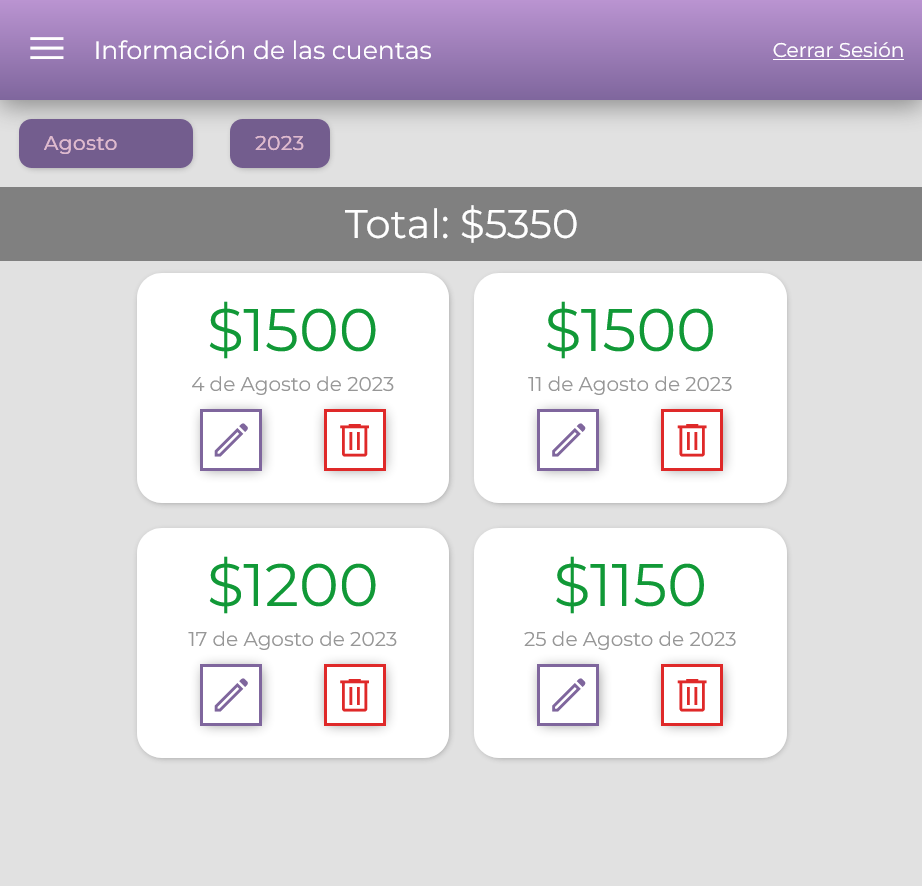 Información de las cuentas
Cerrar Sesión
Agosto
2023
Total: $5350
$1500
4 de Agosto de 2023
$1500
11 de Agosto de 2023
$1200
17 de Agosto de 2023
$1150
25 de Agosto de 2023